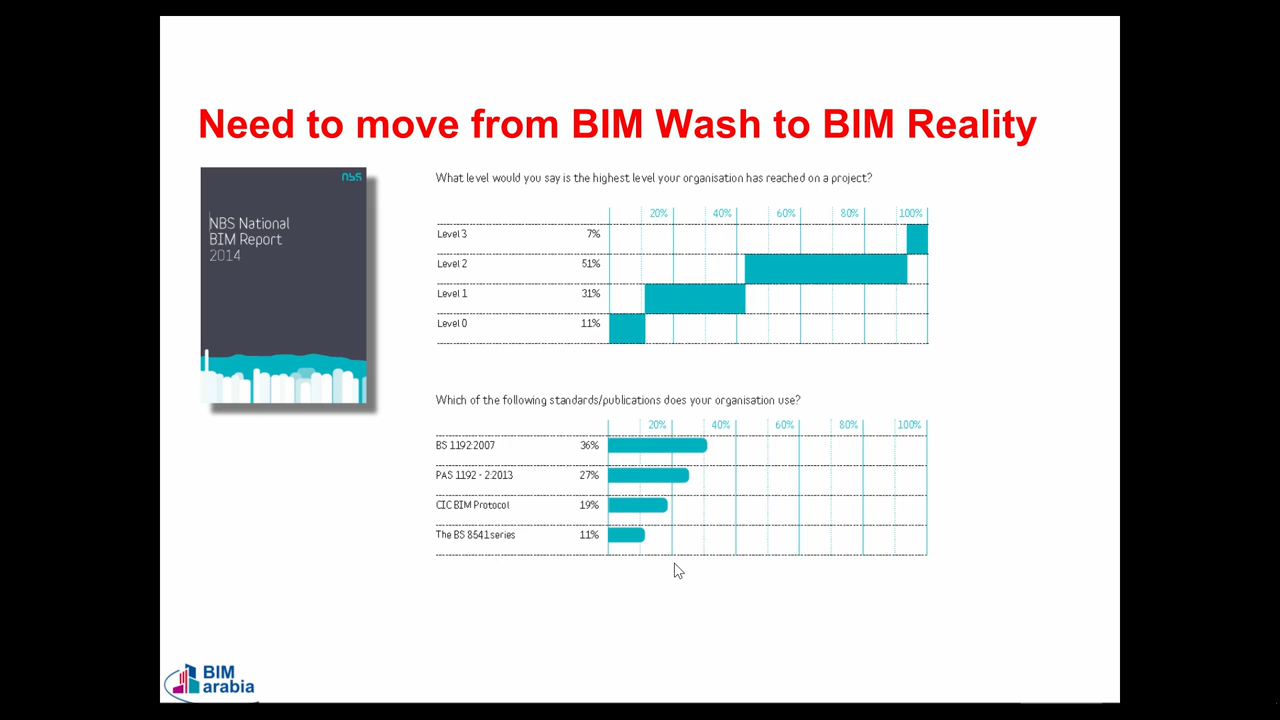 Need to move from BIM Wash to BIM Reality
nbs
NBS National
BIM Report
2014
What level would you say is the highest level your organisation has reached on a project?
20% 40% 60% 80% 100%
Level 3 7%
Level 2 51%
Level 1 31%
Level 0 11%
Which of the following standards/publications does your organisation use?
20% 40% 60% 80% 100%
BS 1192:2007 36%
PAS 1192 - 2:2013 27%
CIC BIM Protocol 19%
The BS 8541 series 11%
BIM
arabia